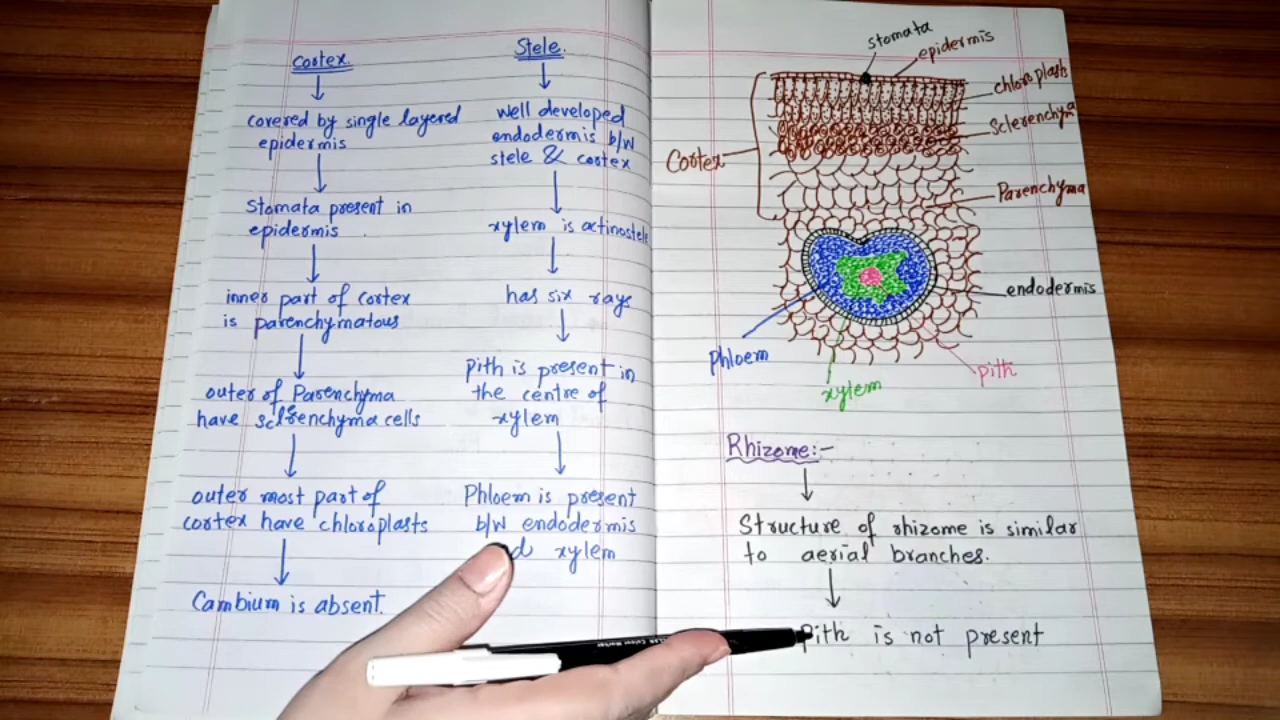 Cortex.
covered by single layered
epidermis
Stomata present in
epidermis
inner part of cortex
is parenchymatous
outer of Parenchyma
have sclerenchyma cells
outer most part of
cortex have chloroplasts
Cambium is absent.
Stele.
well developed
endodermis b/w
stele & cortex
xylem is actinostele
has six rays
pith is present in
the centre of
xylem
Phloem is present
b/w endodermis
xylem
stomata
epidermis
chloroplasts
Sclerenchyma
Cortex
Parenchyma
endodermis
Phloem
xylem
pith
Rhizome:-
Structure of rhizome is similar
to aerial branches.
Pith is not present